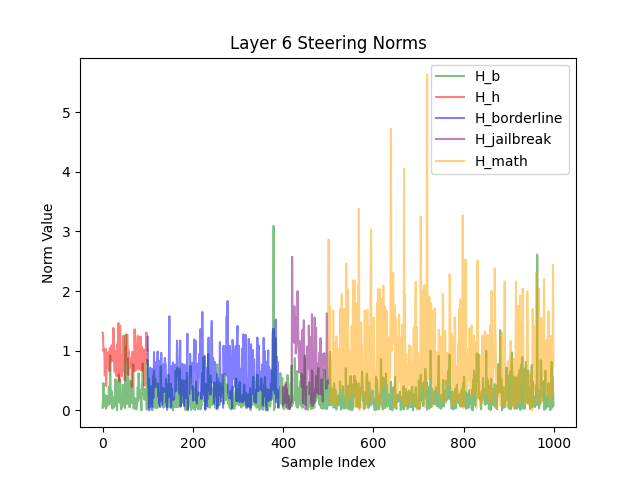 Layer 6 Steering Norms
H_b
H_h
H_borderline
H_jailbreak
H_math
Norm Value
5
4
3
2
1
0
0 200 400 600 800 1000
Sample Index